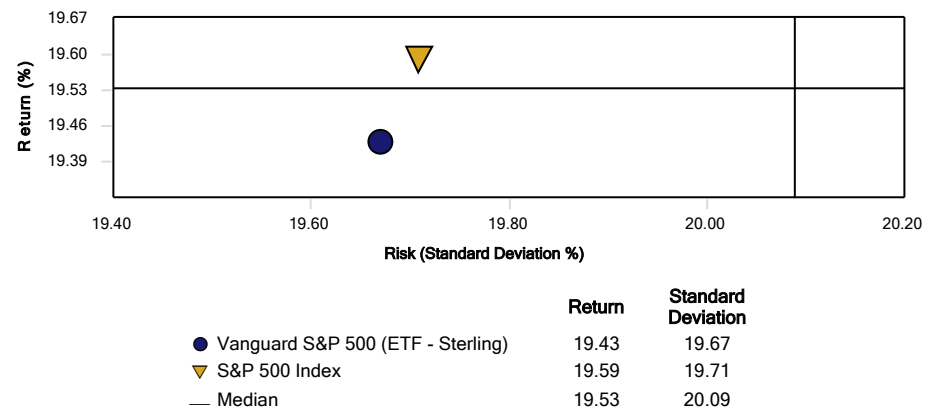 19.67
19.60
19.53
19.46
19.39
Return (%)
19.40 19.60 19.80 20.00 20.20
Risk (Standard Deviation %)
Return Standard Deviation
Vanguard S&P 500 (ETF - Sterling) 19.43 19.67
S&P 500 Index 19.59 19.71
Median 19.53 20.09